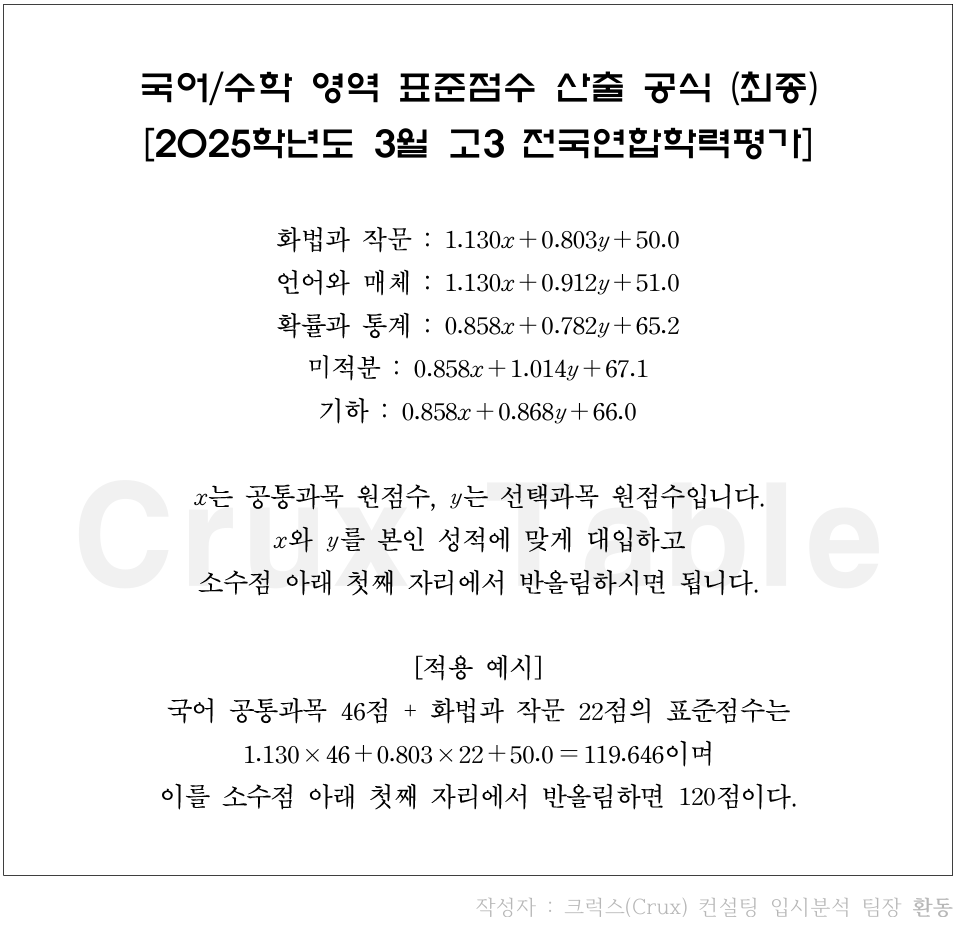 국어/수학 영역 표준점수 산출 공식 (최종)
[2025학년도 3월 고3 전국연합학력평가]
화법과 작문 : 1.130x+0.803y+50.0
언어와 매체 : 1.130x+0.912y+51.0
확률과 통계 : 0.858x+0.782y+65.2
미적분 : 0.858x+1.014y+67.1
기하 : 0.858x+0.868y+66.0
Crux Table
x는 공통과목 원점수, y는 선택과목 원점수입니다.
x와 y를 본인 성적에 맞게 대입하고
소수점 아래 첫째 자리에서 반올림하시면 됩니다.
[적용 예시]
국어 공통과목 46점 + 화법과 작문 22점의 표준점수는
1.130×46+0.803×22+50.0=119.646이며
이를 소수점 아래 첫째 자리에서 반올림하면 120점이다.
작성자 : 크럭스(Crux) 컨설팅 입시분석 팀장 환동